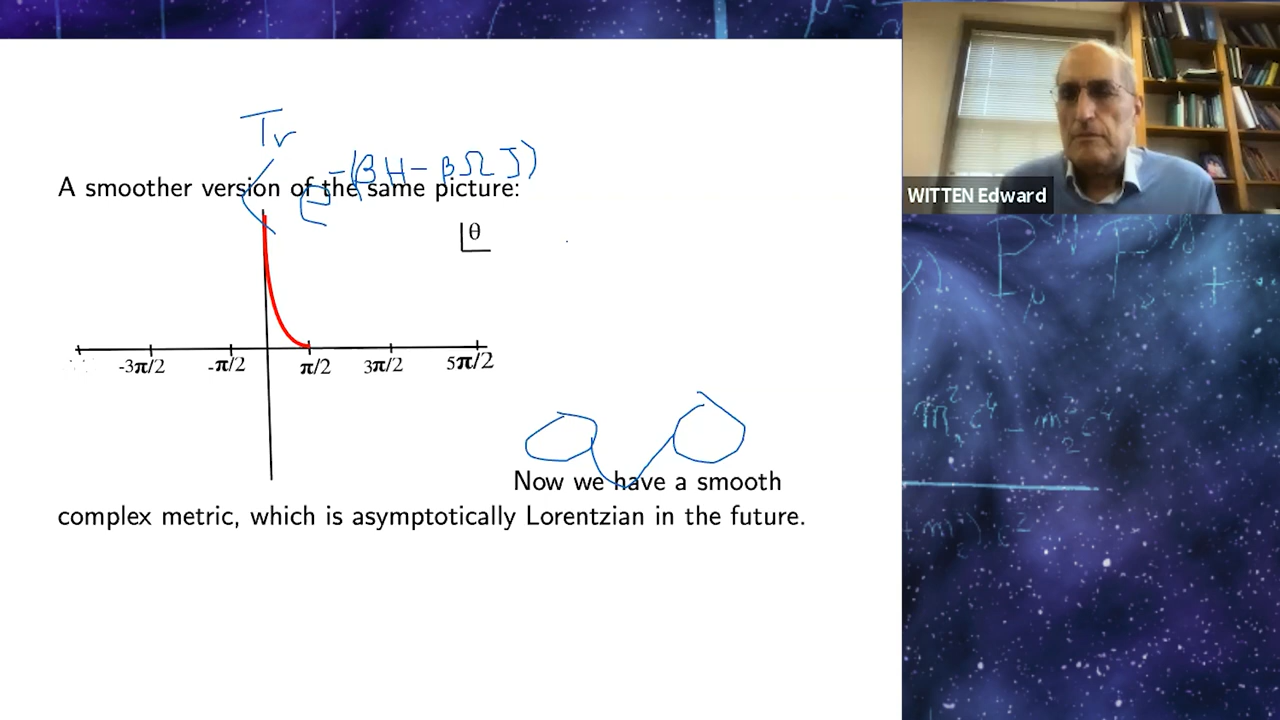 Tr
e^{-(βH-βΩJ)}
A smoother version of the same picture:
θ
-3π/2 -π/2 π/2 3π/2 5π/2
Now we have a smooth
complex metric, which is asymptotically Lorentzian in the future.
WITTEN Edward